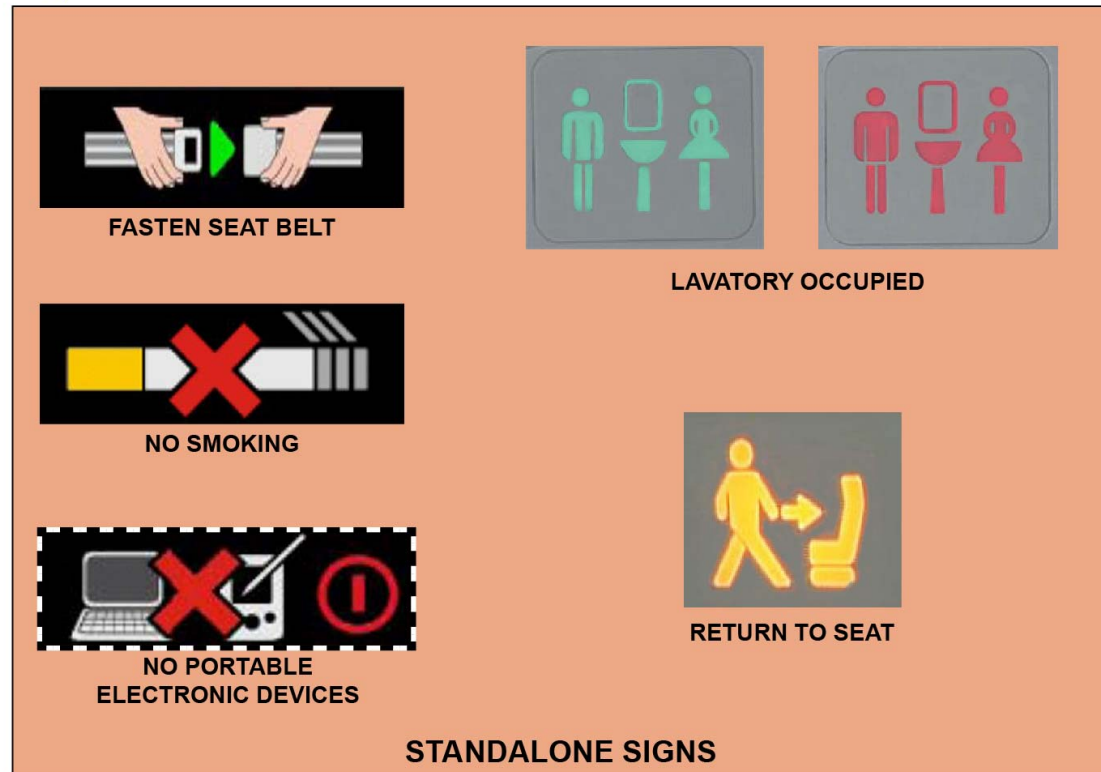 FASTEN SEAT BELT
LAVATORY OCCUPIED
NO SMOKING
RETURN TO SEAT
NO PORTABLE
ELECTRONIC DEVICES
STANDALONE SIGNS